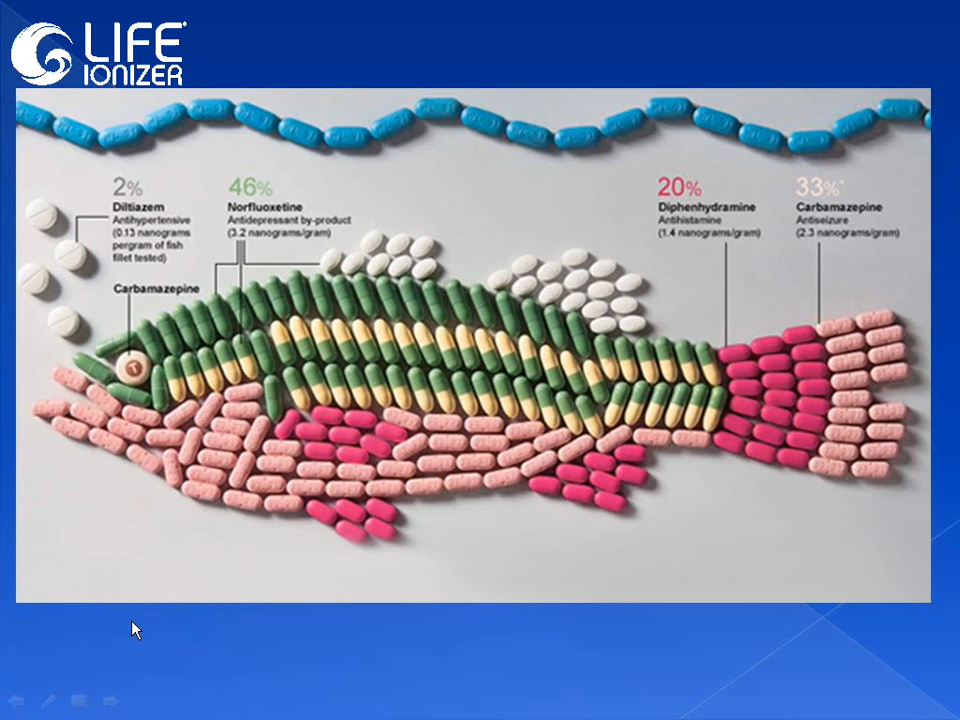 LIFE
IONIZER
2%
Diltiazem
Antihypertensive
(0.13 nanograms
pergram of fish
fillet tested)
Carbamazepine
46%
Norfluoxetine
Antidepressant by-product
(3.2 nanograms/gram)
20%
Diphenhydramine
Antihistamine
(1.4 nanograms/gram)
33%*
Carbamazepine
Antiseizure
(2.3 nanograms/gram)
T